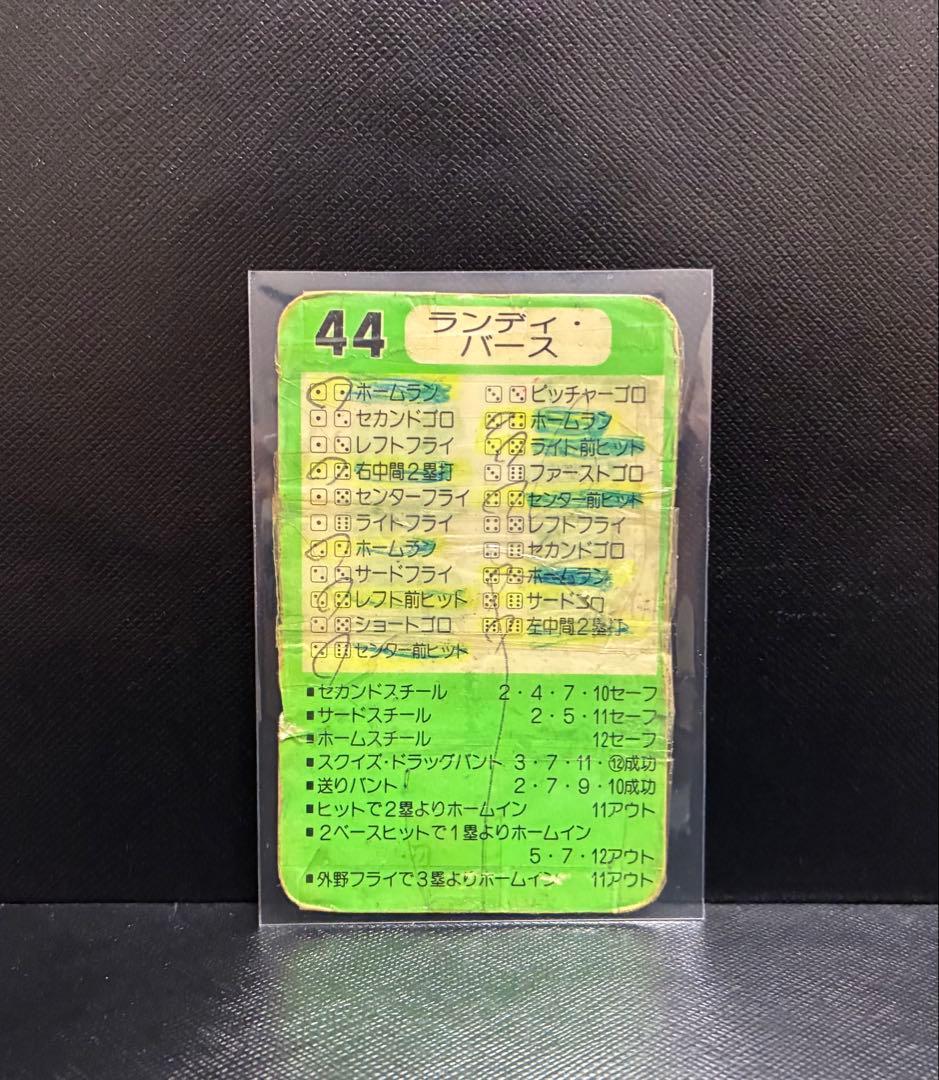 44
ランディ・
バース
ホームラン
セカンドゴロ
レフトフライ
右中間2塁打
センターフライ
ライトフライ
ホームラン
サードフライ
レフト前ヒット
ショートゴロ
センター前ヒット
ピッチャーゴロ
ホームラン
ライト前ヒット
ファーストゴロ
センター前ヒット
レフトフライ
セカンドゴロ
ホームラン
サードゴロ
左中間2塁打
■セカンドスチール 2・4・7・10セーフ
■サードスチール 2・5・11セーフ
■ホームスチール 12セーフ
■スクイズ・ドラッグバント 3・7・11・⑫成功
■送りバント 2・7・9・10成功
■ヒットで2塁よりホームイン 11アウト
■2ベースヒットで1塁よりホームイン
5・7・12アウト
■外野フライで3塁よりホームイン 11アウト